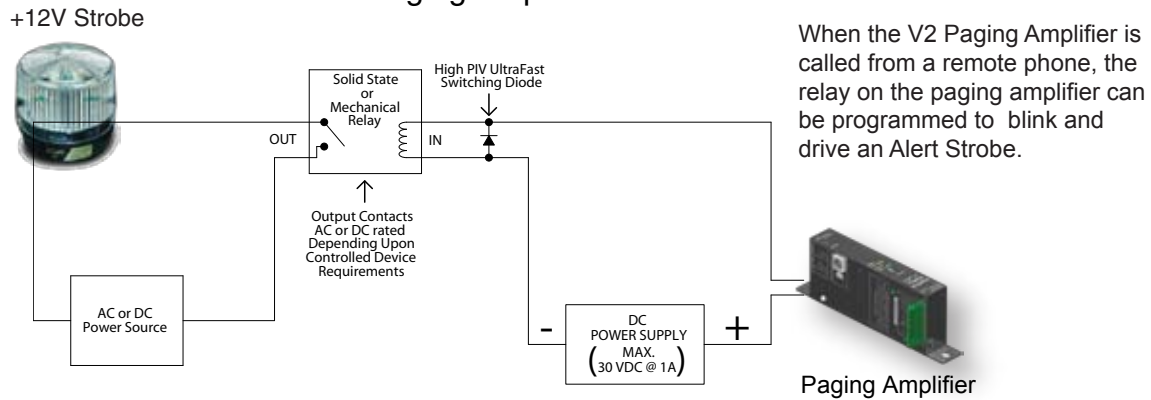 +12V Strobe
Solid State
or
Mechanical
Relay
OUT
IN
High PIV UltraFast
Switching Diode
Output Contacts
AC or DC rated
Depending Upon
Controlled Device
Requirements
AC or DC
Power Source
-
DC
POWER SUPPLY
(MAX.
30 VDC @ 1A)
+
When the V2 Paging Amplifier is
called from a remote phone, the
relay on the paging amplifier can
be programmed to blink and
drive an Alert Strobe.
Paging Amplifier